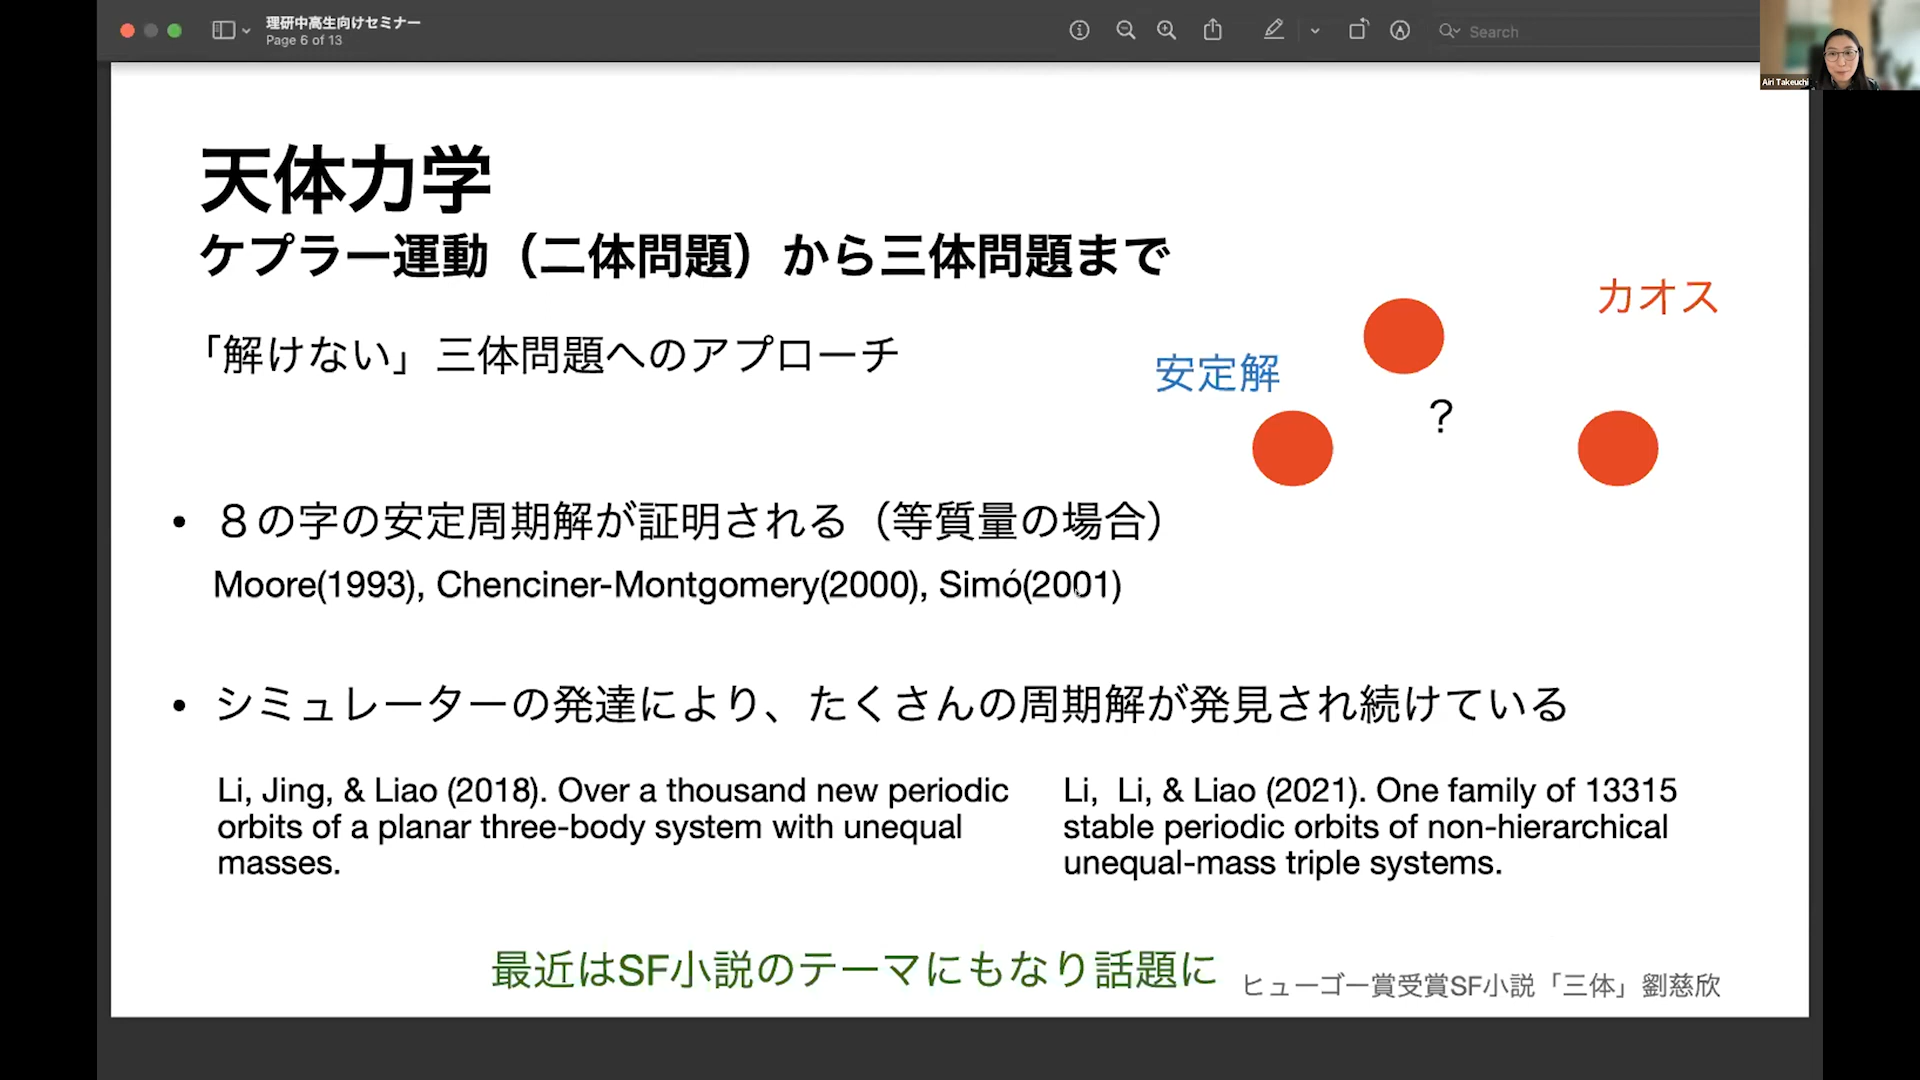 理研中高生向けセミナー
Page 6 of 13
Search
Airi Takeuchi
天体力学
ケプラー運動（二体問題）から三体問題まで
「解けない」三体問題へのアプローチ
カオス
安定解
？
• ８の字の安定周期解が証明される（等質量の場合）
Moore(1993), Chenciner-Montgomery(2000), Simó(2001)
• シミュレーターの発達により、たくさんの周期解が発見され続けている
Li, Jing, & Liao (2018). Over a thousand new periodic
orbits of a planar three-body system with unequal
masses.
Li, Li, & Liao (2021). One family of 13315
stable periodic orbits of non-hierarchical
unequal-mass triple systems.
最近はSF小説のテーマにもなり話題に
ヒューゴー賞受賞SF小説「三体」劉慈欣